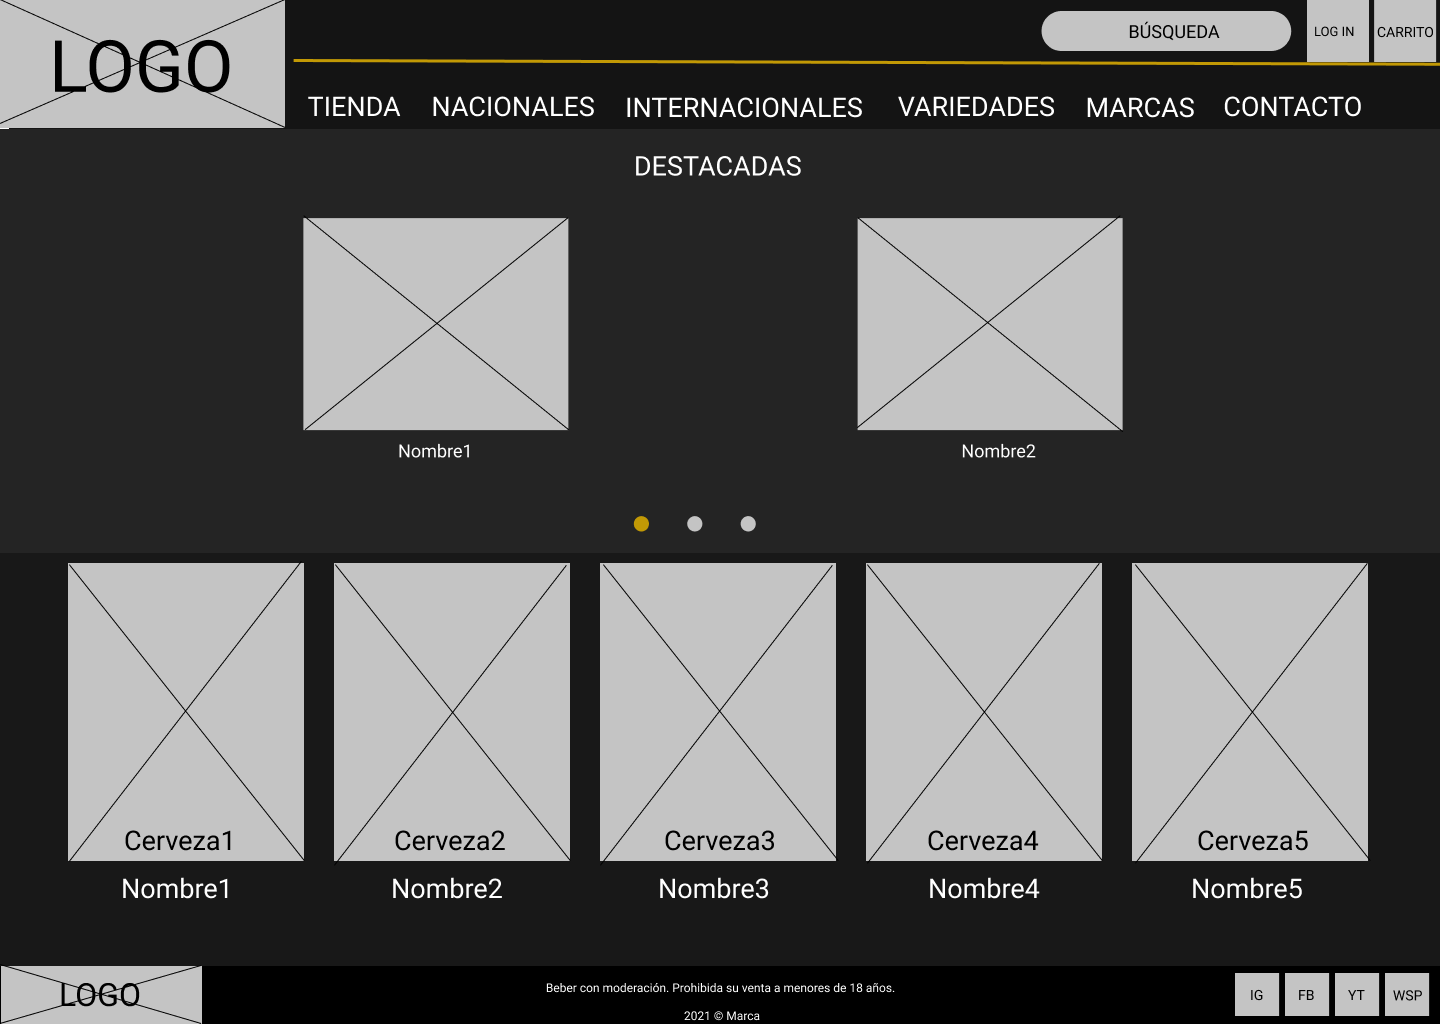 LOGO
BÚSQUEDA
LOG IN
CARRITO
TIENDA NACIONALES INTERNACIONALES VARIEDADES MARCAS CONTACTO
DESTACADAS
Nombre1 Nombre2
Cerveza1 Cerveza2 Cerveza3 Cerveza4 Cerveza5
Nombre1 Nombre2 Nombre3 Nombre4 Nombre5
LOGO
Beber con moderación. Prohibida su venta a menores de 18 años.
2021 © Marca
IG FB YT WSP